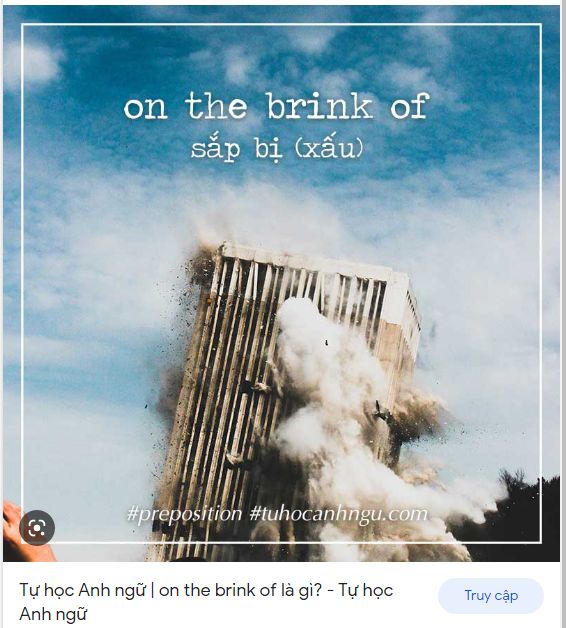 on the brink of
sắp bị (xấu)
#preposition #tuhocanhngu.com
Tự học Anh ngữ | on the brink of là gì? - Tự học
Anh ngữ
Truy cập